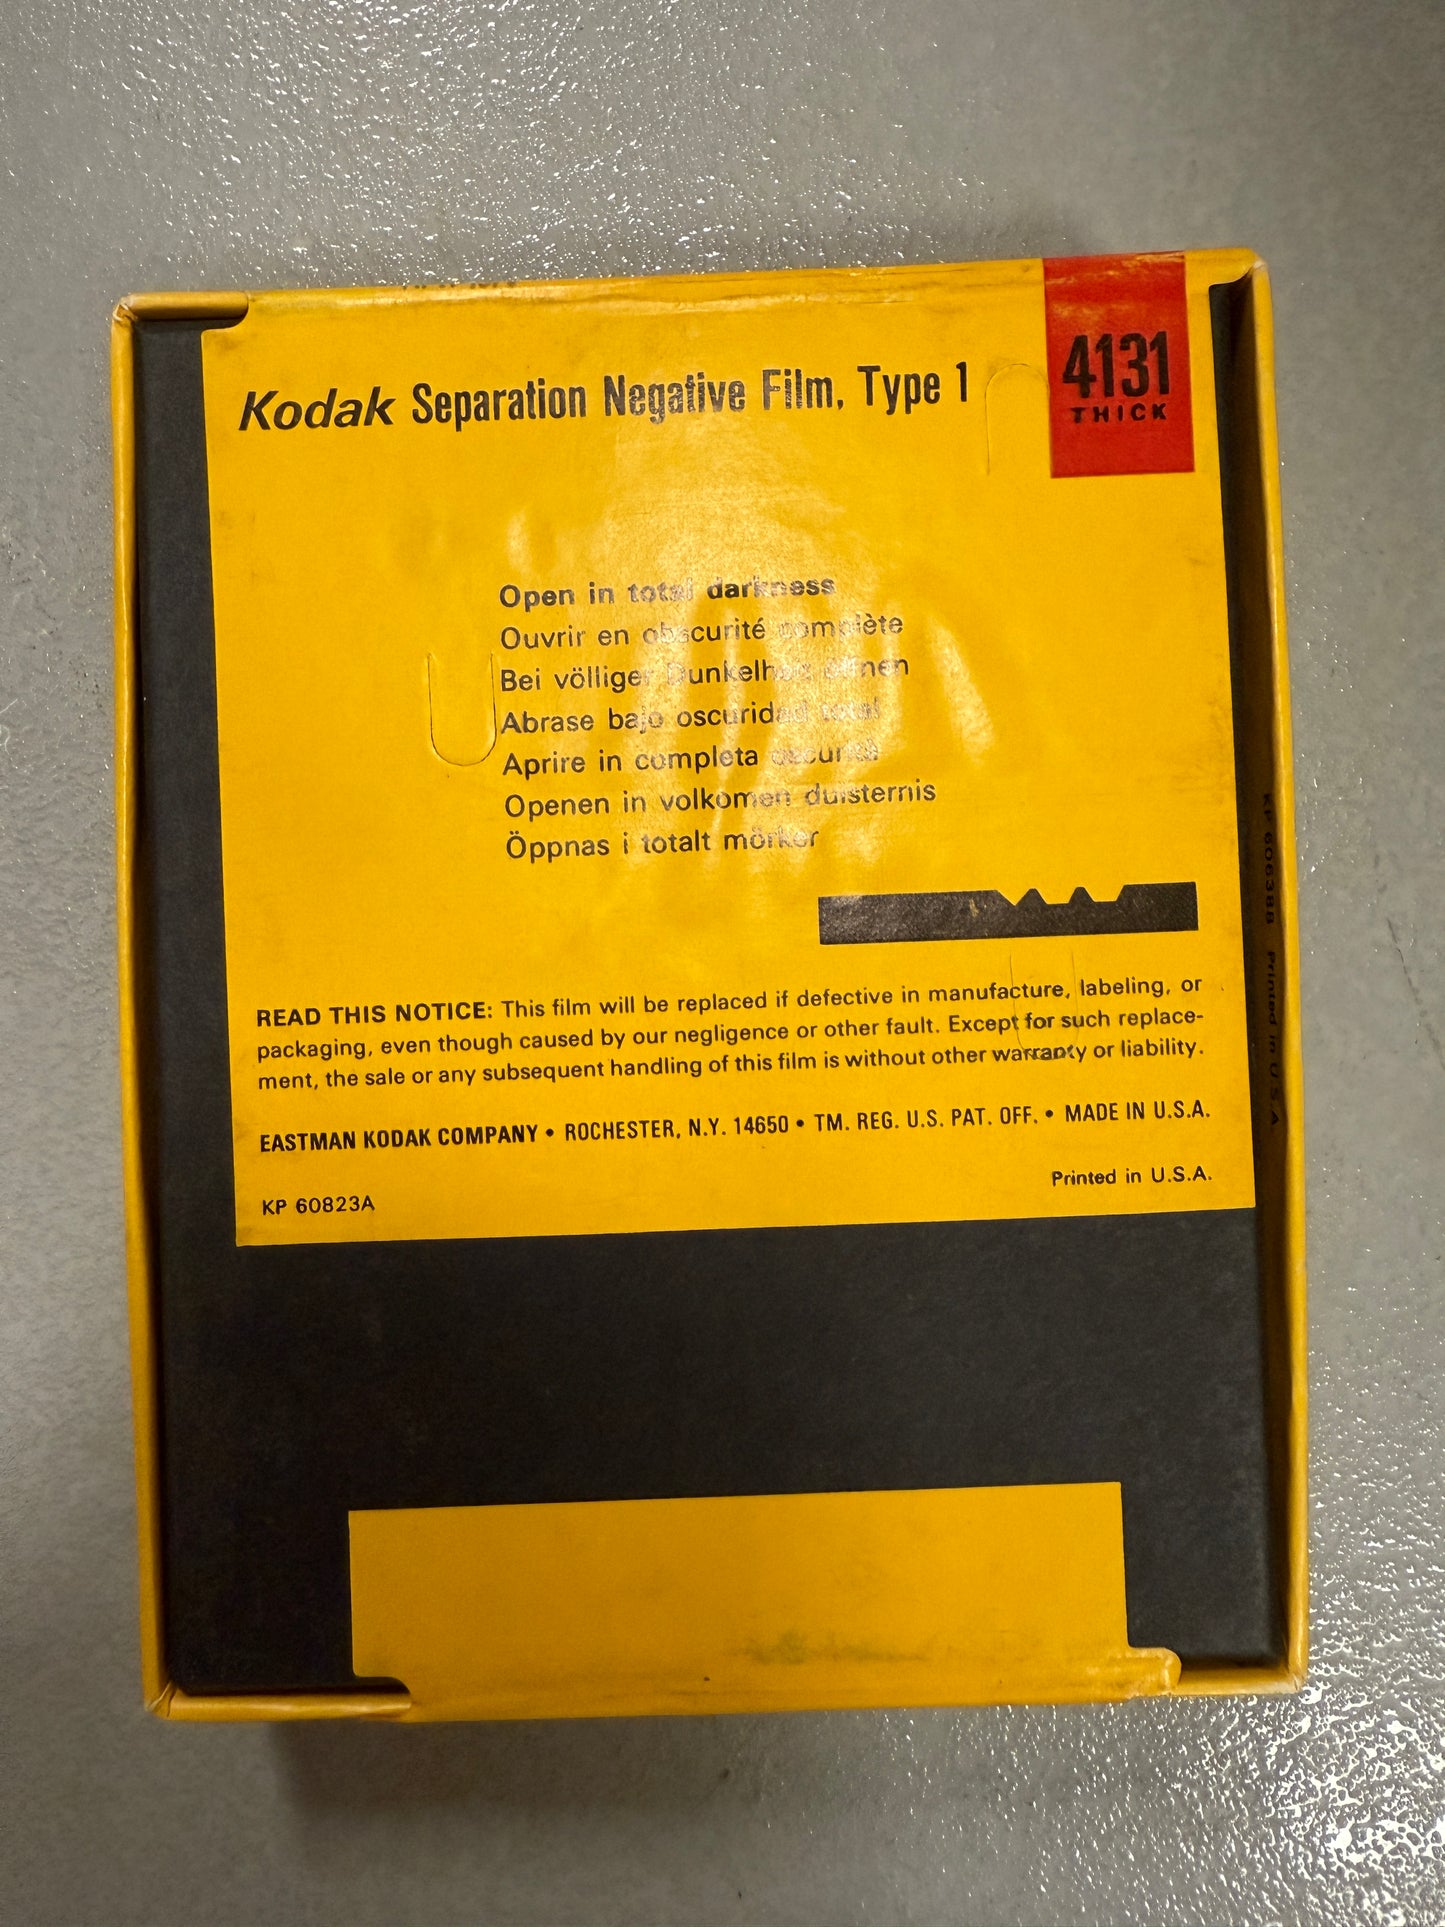 Kodak Separation Negative Film, Type 1
4131
THICK
Open in total darkness
Ouvrir en obscurité complète
Bei völliger Dunkelheit öffnen
Abrase bajo oscuridad total
Aprire in completa oscurità
Openen in volkomen duisternis
Öppnas i totalt mörker
READ THIS NOTICE: This film will be replaced if defective in manufacture, labeling, or
packaging, even though caused by our negligence or other fault. Except for such replace-
ment, the sale or any subsequent handling of this film is without other warranty or liability.
EASTMAN KODAK COMPANY • ROCHESTER, N.Y. 14650 • TM. REG. U.S. PAT. OFF. • MADE IN U.S.A.
Printed in U.S.A.
KP 60823A
KP 60638B Printed in U.S.A.